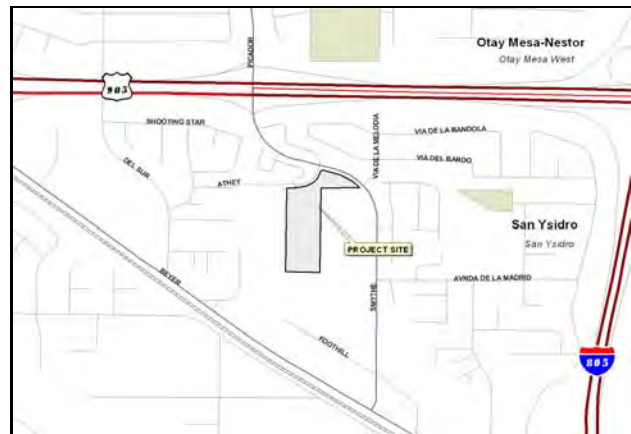 PICADOR
Otay Mesa-Nestor
Otay Mesa West
905
SHOOTING STAR
VIA DE LA BANDOLA
VIA DE LA MELODIA
DEL SUR
VIA DEL BARDO
ATHEY
San Ysidro
San Ysidro
PROJECT SITE
BEYER
AVNDA DE LA MADRID
SMYTHE
FOOTHILL
805